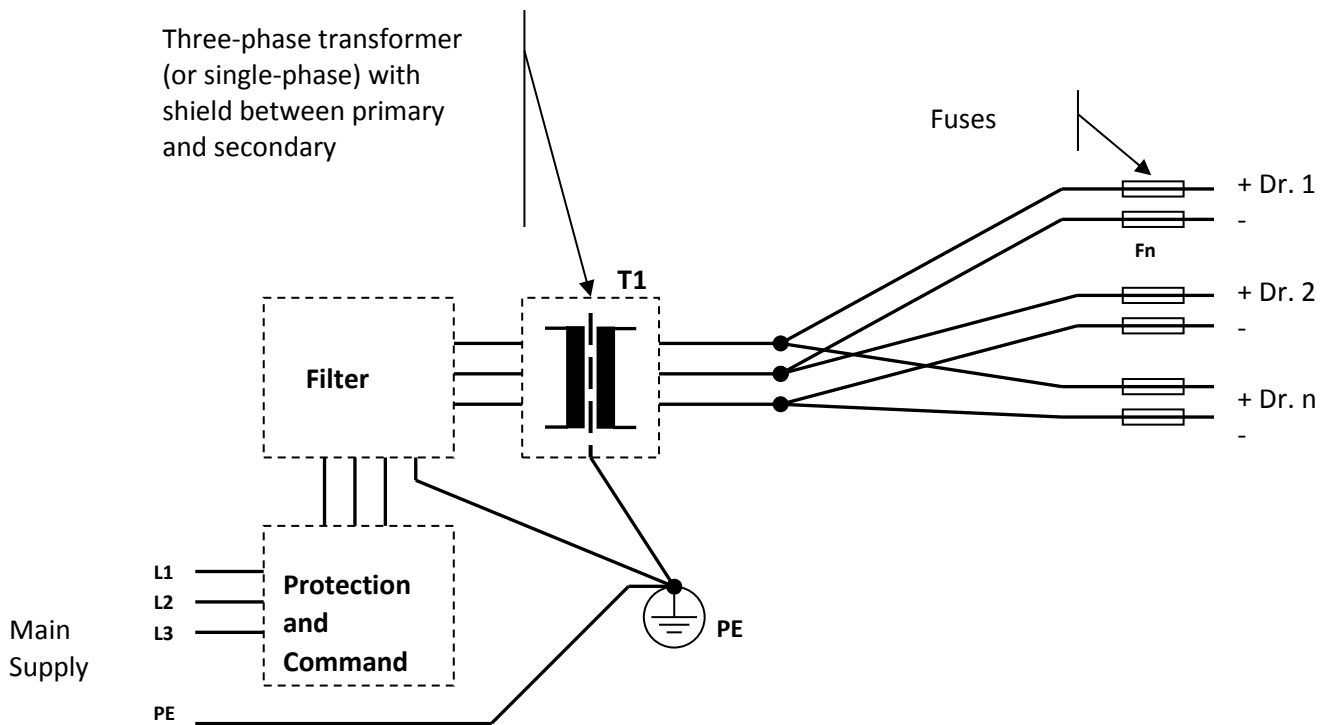 Three-phase transformer
(or single-phase) with
shield between primary
and secondary
Fuses
+ Dr. 1
-
Fn
+ Dr. 2
-
+ Dr. n
-
T1
Filter
L1
L2
L3
Protection
and
Command
Main
Supply
PE
PE